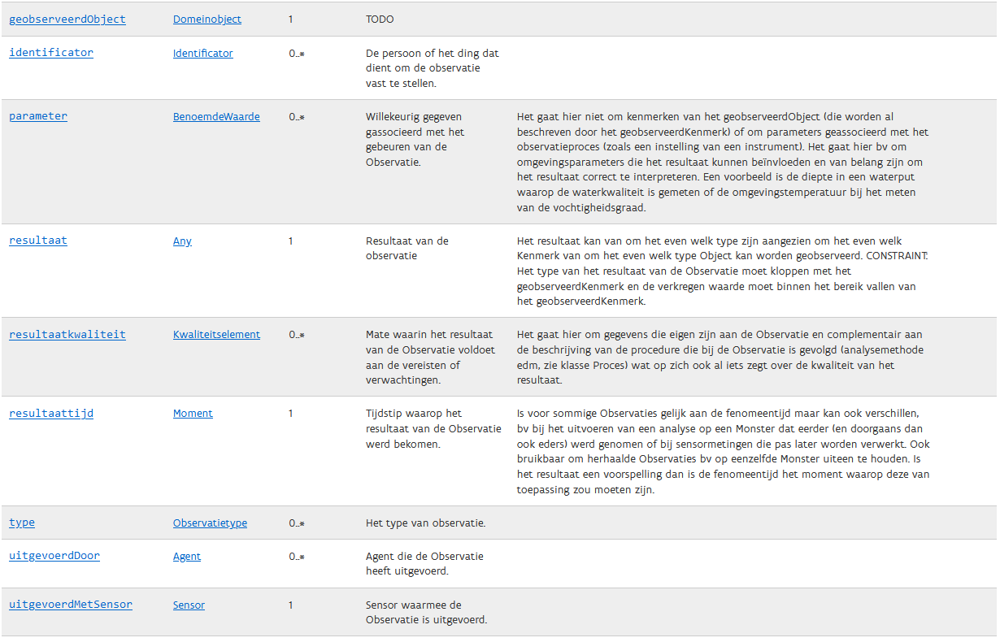 geobserveerdObject Domeinobject 1 TODO
identificator Identificator 0..* De persoon of het ding dat
dient om de observatie
vast te stellen.
parameter BenoemdeWaarde 0..* Willekeurig gegeven
gassocieerd met het
gebeuren van de
Observatie.
Het gaat hier niet om kenmerken van het geobserveerdObject (die worden al
beschreven door het geobserveerdKenmerk) of om parameters geassocieerd met het
observatieproces (zoals een instelling van een instrument). Het gaat hier bv om
omgevingsparameters die het resultaat kunnen beïnvloeden en van belang zijn om
het resultaat correct te interpreteren. Een voorbeeld is de diepte in een waterput
waarop de waterkwaliteit is gemeten of de omgevingstemperatuur bij het meten
van de vochtigheidsgraad.
resultaat Any 1 Resultaat van de
observatie
Het resultaat kan van om het even welk type zijn aangezien om het even welk
Kenmerk van om het even welk type Object kan worden geobserveerd. CONSTRAINT:
Het type van het resultaat van de Observatie moet kloppen met het
geobserveerdKenmerk en de verkregen waarde moet binnen het bereik vallen van
het geobserveerdKenmerk.
resultaatkwaliteit Kwaliteitselement 0..* Mate waarin het resultaat
van de Observatie voldoet
aan de vereisten of
verwachtingen.
Het gaat hier om gegevens die eigen zijn aan de Observatie en complementair aan
de beschrijving van de procedure die bij de Observatie is gevolgd (analysemethode
edm, zie klasse Proces) wat op zich ook al iets zegt over de kwaliteit van het
resultaat.
resultaattijd Moment 1 Tijdstip waarop het
resultaat van de Observatie
werd bekomen.
Is voor sommige Observaties gelijk aan de fenomeentijd maar kan ook verschillen,
bv bij het uitvoeren van een analyse op een Monster dat eerder (en doorgaans dan
ook eders) werd genomen of bij sensormetingen die pas later worden verwerkt. Ook
bruikbaar om herhaalde Observaties bv op eenzelfde Monster uiteen te houden. Is
het resultaat een voorspelling dan is de fenomeentijd het moment waarop deze van
toepassing zou moeten zijn.
type Observatietype 0..* Het type van observatie.
uitgevoerdDoor Agent 0..* Agent die de Observatie
heeft uitgevoerd.
uitgevoerdMetSensor Sensor 1 Sensor waarmee de
Observatie is uitgevoerd.